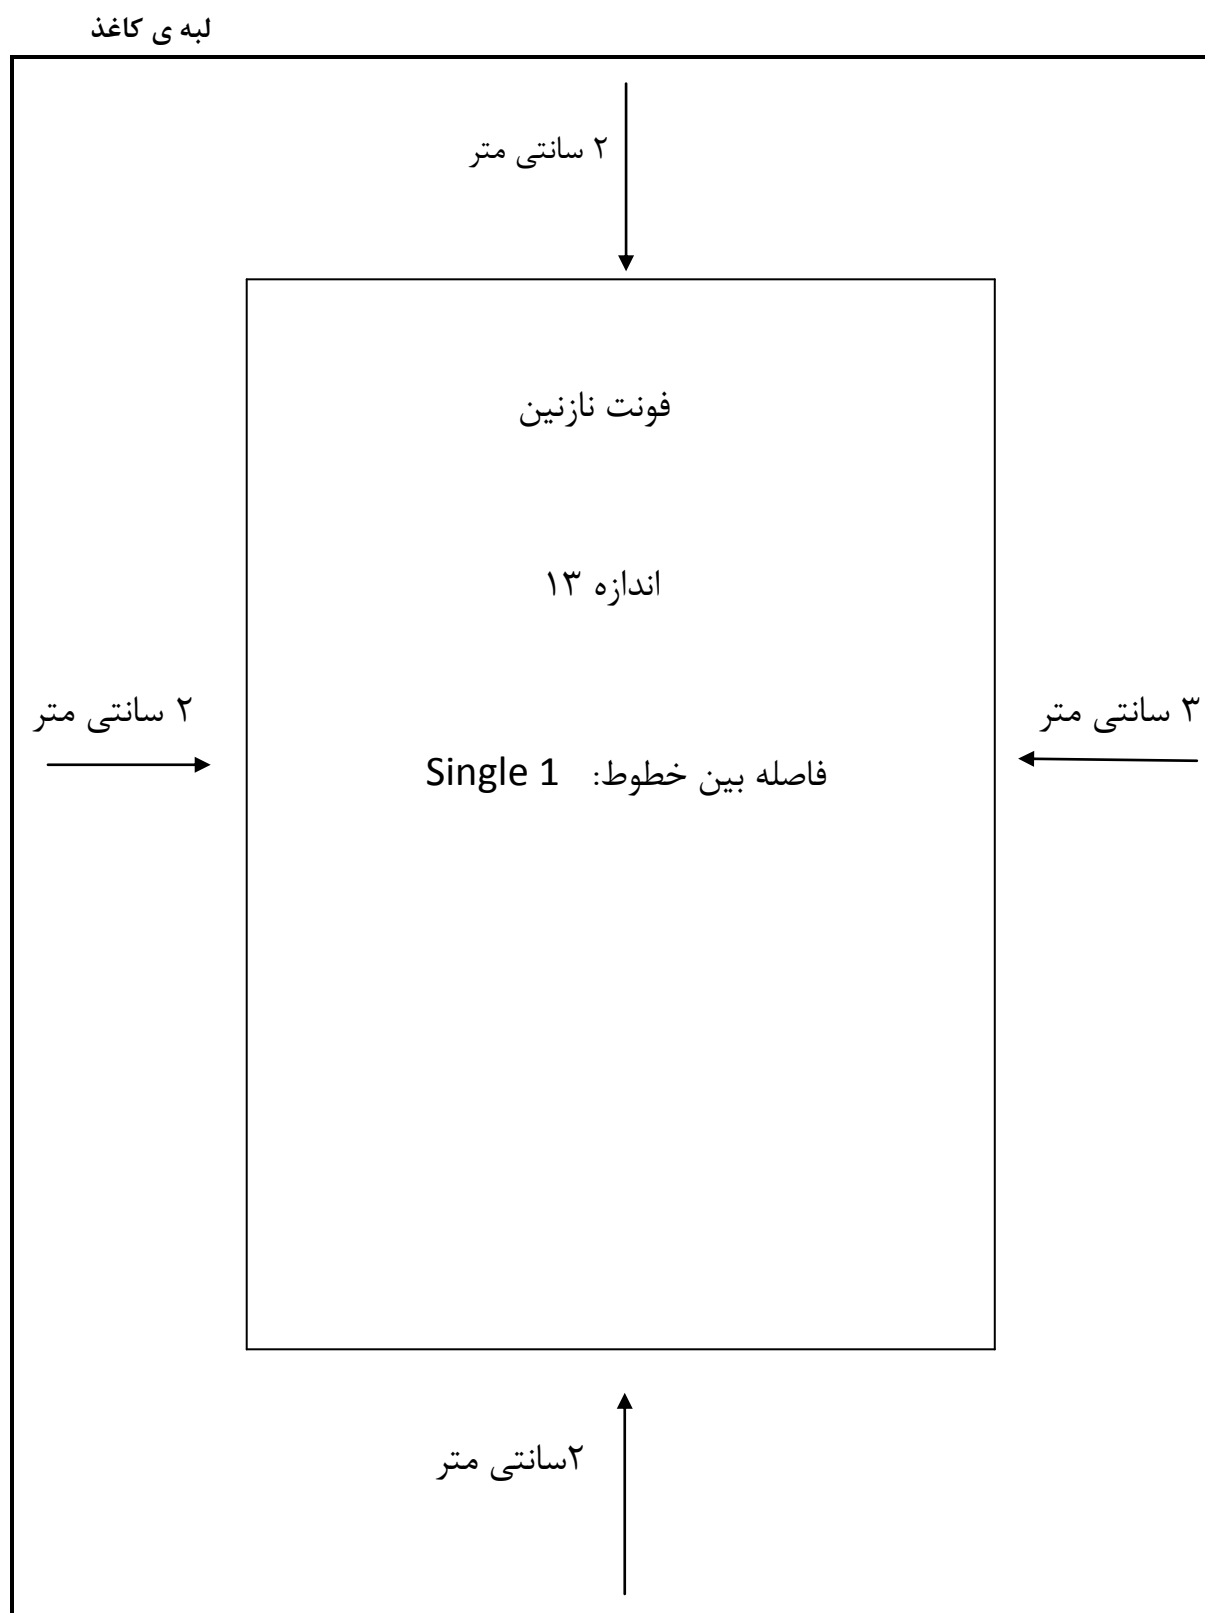 لبه ی کاغذ
۲ سانتی متر
فونت نازنین
اندازه ۱۳
۳ سانتی متر
۲ سانتی متر
فاصله بین خطوط: Single 1
۲سانتی متر